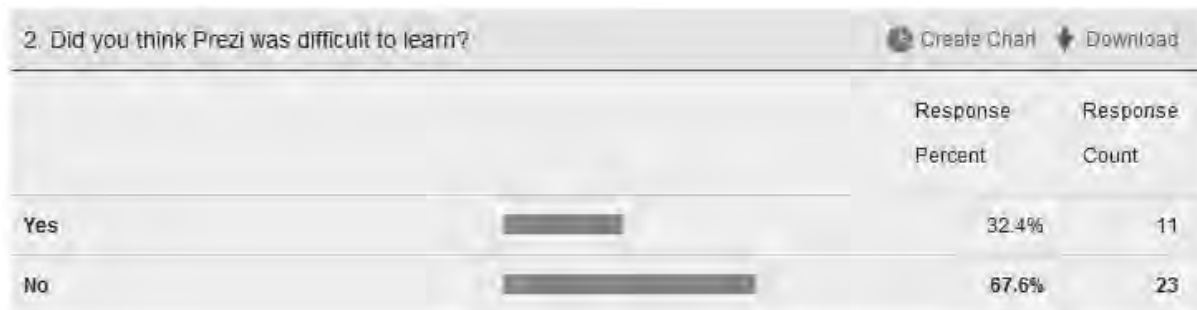 2. Did you think Prezi was difficult to learn? Create Chart Download
Response Response
Percent Count
Yes 32.4% 11
No 67.6% 23